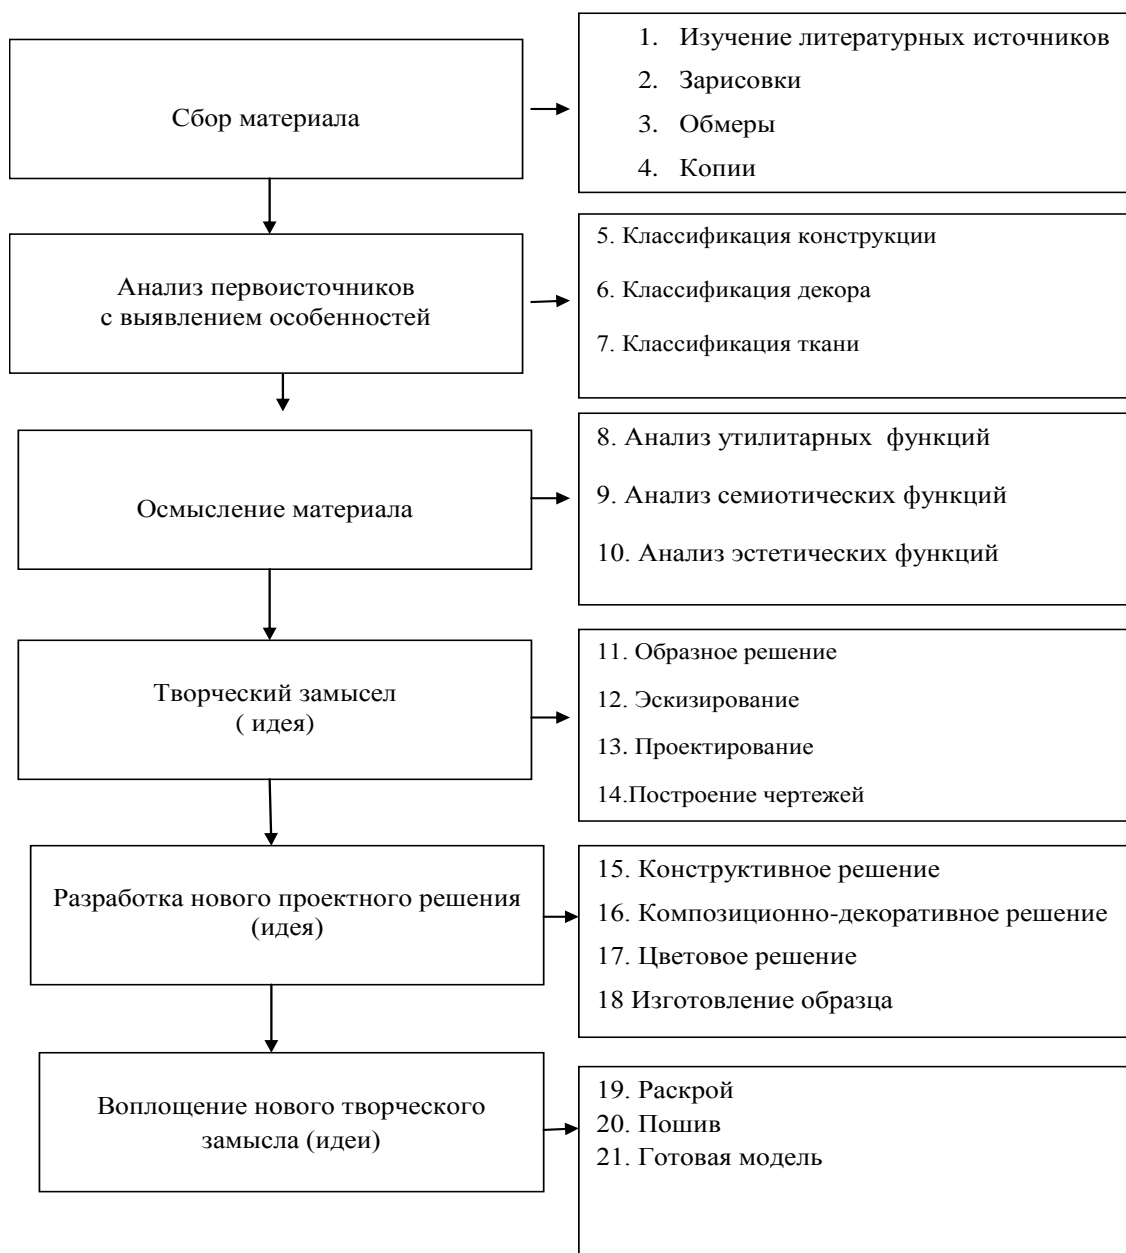 Сбор материала
1. Изучение литературных источников
2. Зарисовки
3. Обмеры
4. Копии
Анализ первоисточников
с выявлением особенностей
5. Классификация конструкции
6. Классификация декора
7. Классификация ткани
Осмысление материала
8. Анализ утилитарных функций
9. Анализ семиотических функций
10. Анализ эстетических функций
Творческий замысел
( идея)
11. Образное решение
12. Эскизирование
13. Проектирование
14.Построение чертежей
Разработка нового проектного решения
(идея)
15. Конструктивное решение
16. Композиционно-декоративное решение
17. Цветовое решение
18 Изготовление образца
Воплощение нового творческого
замысла (идеи)
19. Раскрой
20. Пошив
21. Готовая модель